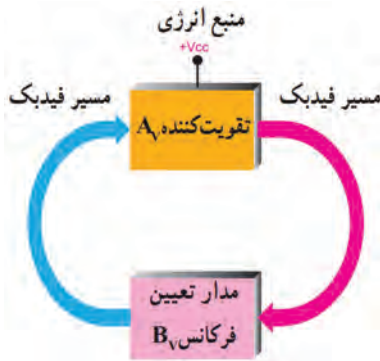 منبع انرژی
+Vcc
مسیر فیدبک
تقویت‌کننده Av
مسیر فیدبک
مدار تعیین
فرکانس Bv